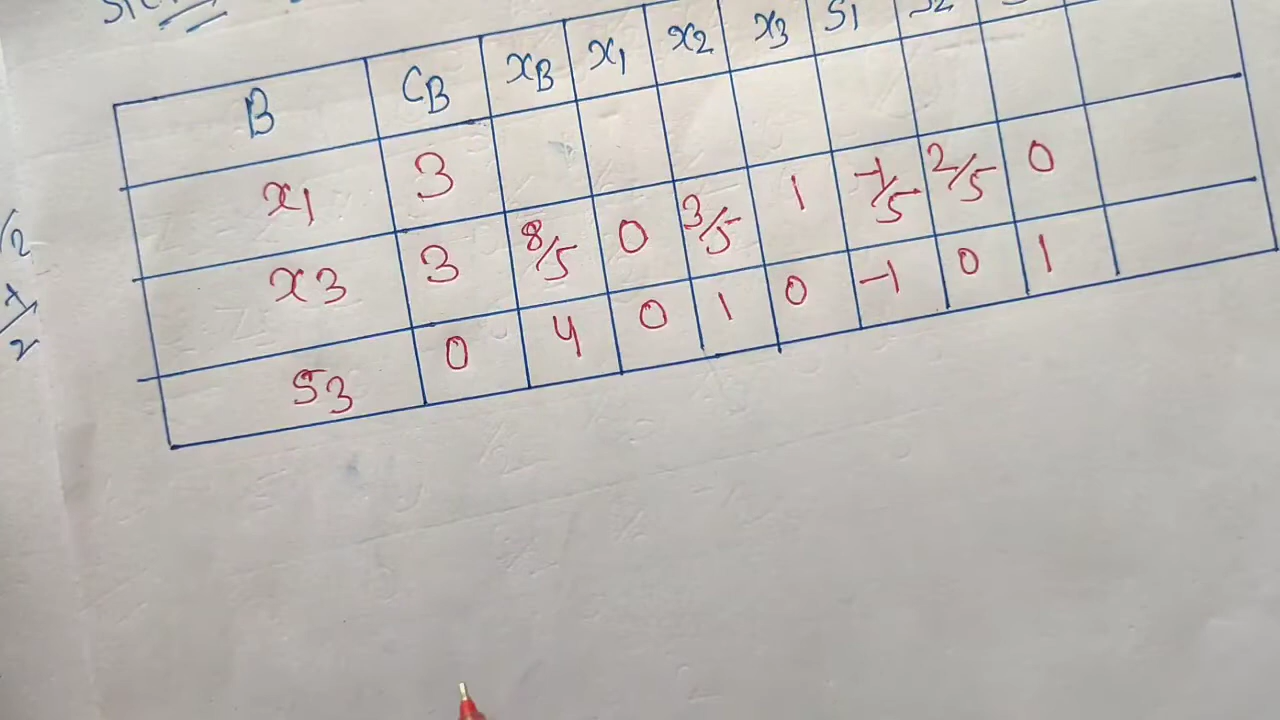 B CB xB x1 x2 x3 S1 S2
x1 3
x3 3 8/5 0 3/5 1 -1/5 2/5 0
S3 0 4 0 1 0 -1 0 1